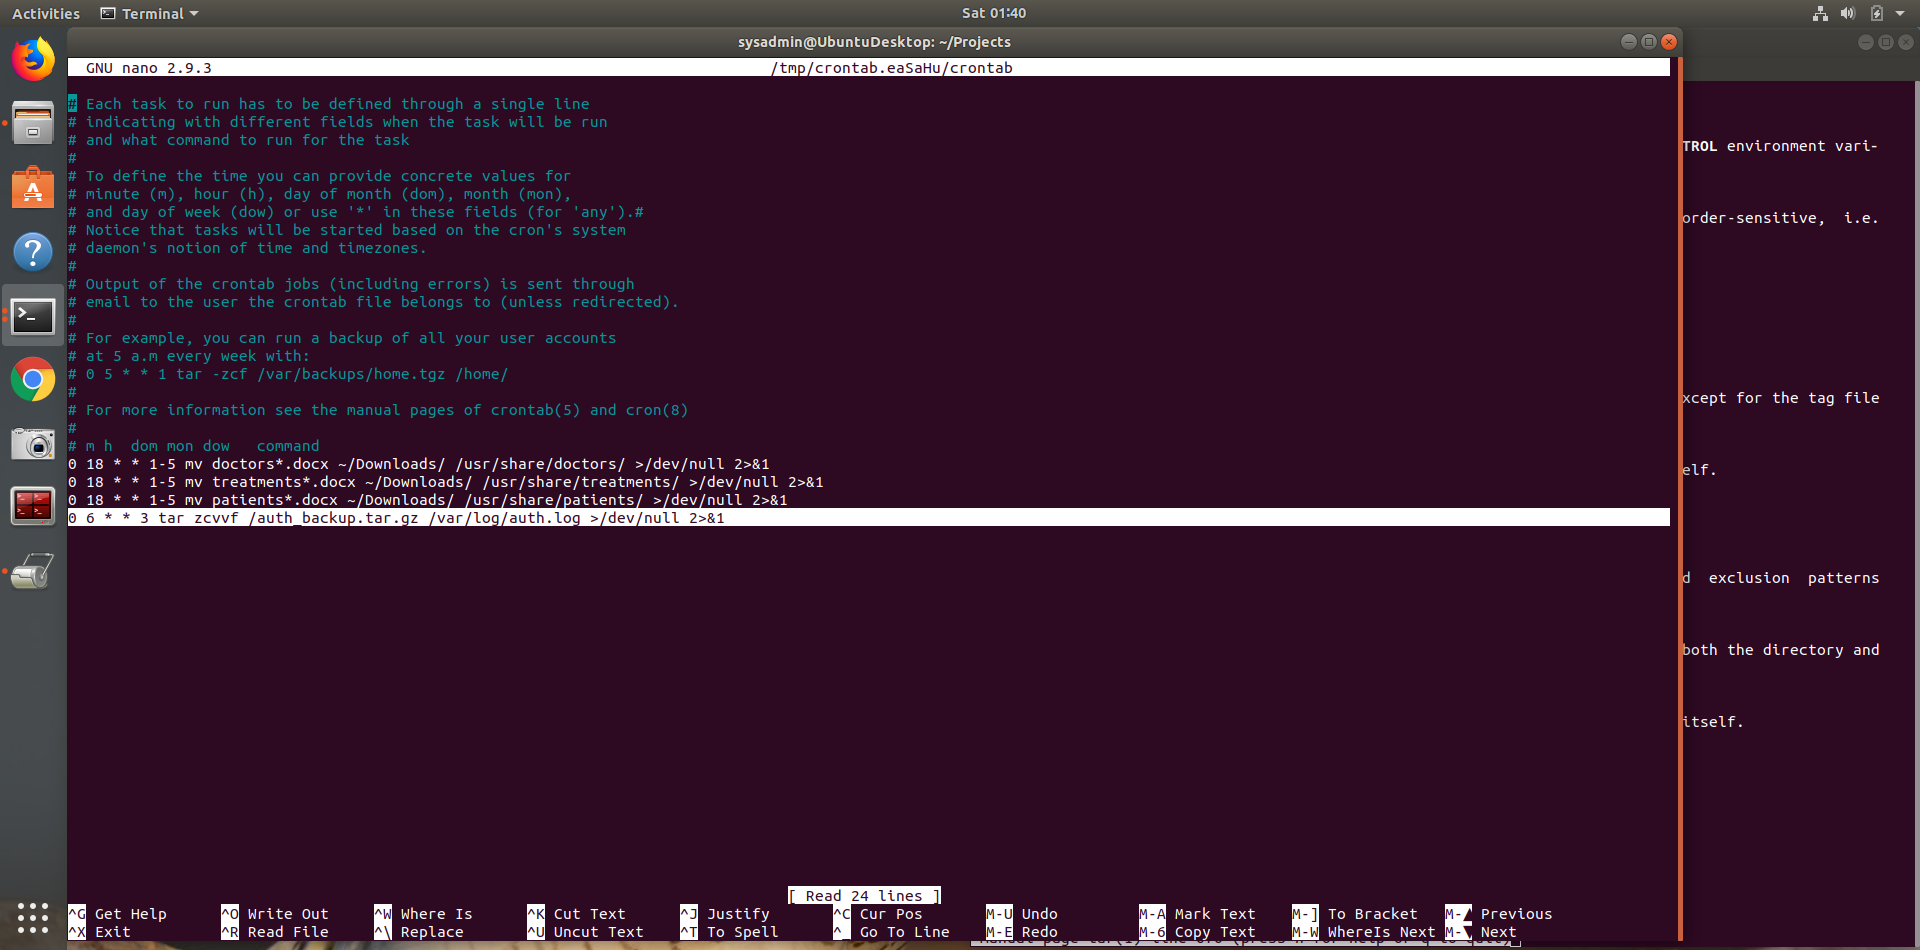 Activities Terminal Sat 01:40
sysadmin@UbuntuDesktop: ~/Projects
GNU nano 2.9.3 /tmp/crontab.eaSaHu/crontab
# Each task to run has to be defined through a single line
# indicating with different fields when the task will be run
# and what command to run for the task
#
# To define the time you can provide concrete values for
# minute (m), hour (h), day of month (dom), month (mon),
# and day of week (dow) or use '*' in these fields (for 'any').#
# Notice that tasks will be started based on the cron's system
# daemon's notion of time and timezones.
#
# Output of the crontab jobs (including errors) is sent through
# email to the user the crontab file belongs to (unless redirected).
#
# For example, you can run a backup of all your user accounts
# at 5 a.m every week with:
# 0 5 * * 1 tar -zcf /var/backups/home.tgz /home/
#
# For more information see the manual pages of crontab(5) and cron(8)
#
# m h  dom mon dow   command
0 18 * * 1-5 mv doctors*.docx ~/Downloads/ /usr/share/doctors/ >/dev/null 2>&1
0 18 * * 1-5 mv treatments*.docx ~/Downloads/ /usr/share/treatments/ >/dev/null 2>&1
0 18 * * 1-5 mv patients*.docx ~/Downloads/ /usr/share/patients/ >/dev/null 2>&1
0 6 * * 3 tar zcvvf /auth_backup.tar.gz /var/log/auth.log >/dev/null 2>&1
[ Read 24 lines ]
^G Get Help ^O Write Out ^W Where Is ^K Cut Text ^J Justify ^C Cur Pos M-U Undo M-A Mark Text M-] To Bracket M-▲ Previous
^X Exit ^R Read File ^\ Replace ^U Uncut Text ^T To Spell ^_ Go To Line M-E Redo M-6 Copy Text M-W WhereIs Next M-▼ Next
TROL environment vari-
order-sensitive,  i.e.
xcept for the tag file
elf.
d  exclusion  patterns
both the directory and
itself.